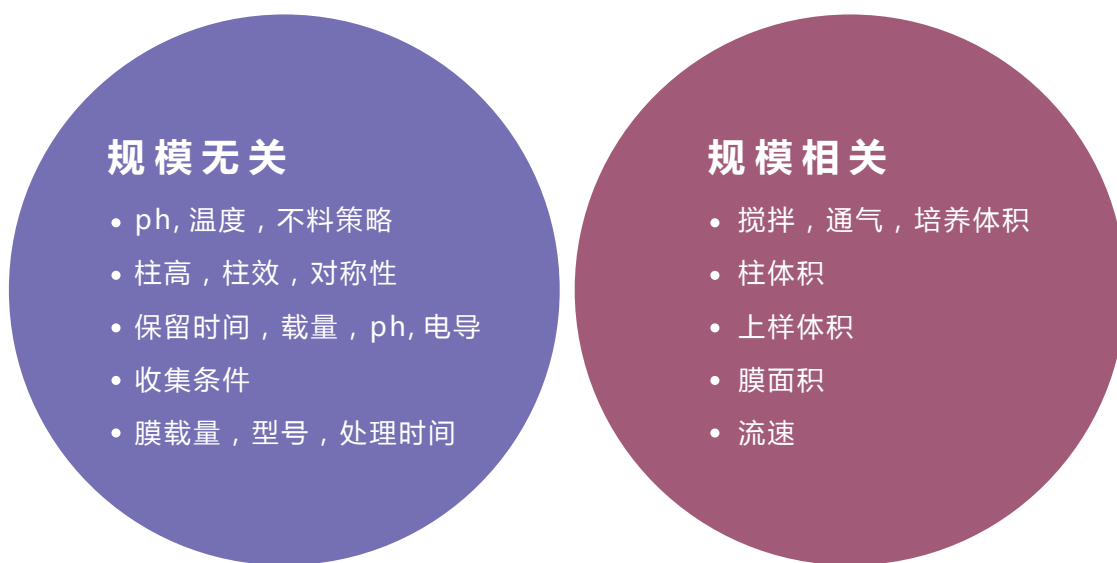 规模无关
• ph, 温度，不料策略
• 柱高，柱效，对称性
• 保留时间，载量，ph, 电导
• 收集条件
• 膜载量，型号，处理时间
规模相关
• 搅拌，通气，培养体积
• 柱体积
• 上样体积
• 膜面积
• 流速